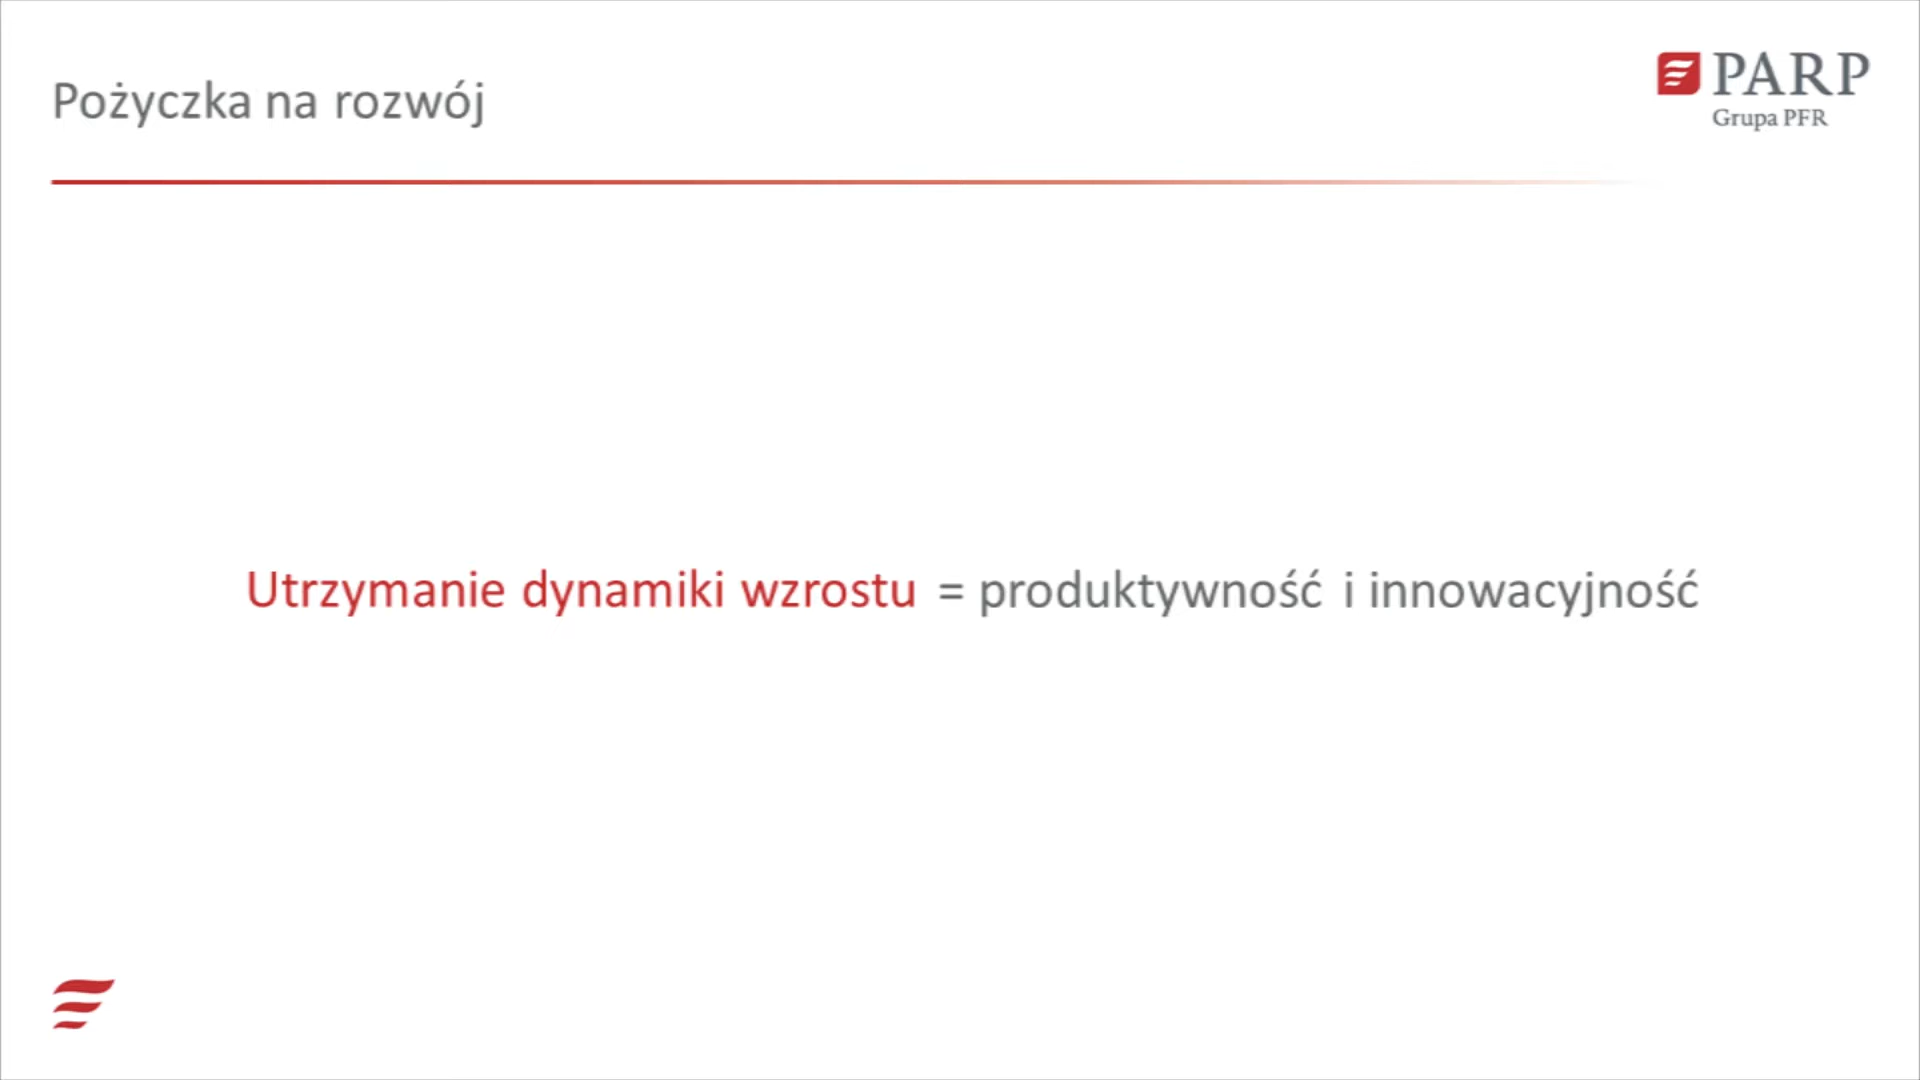 Pożyczka na rozwój
PARP
Grupa PFR
Utrzymanie dynamiki wzrostu = produktywność i innowacyjność